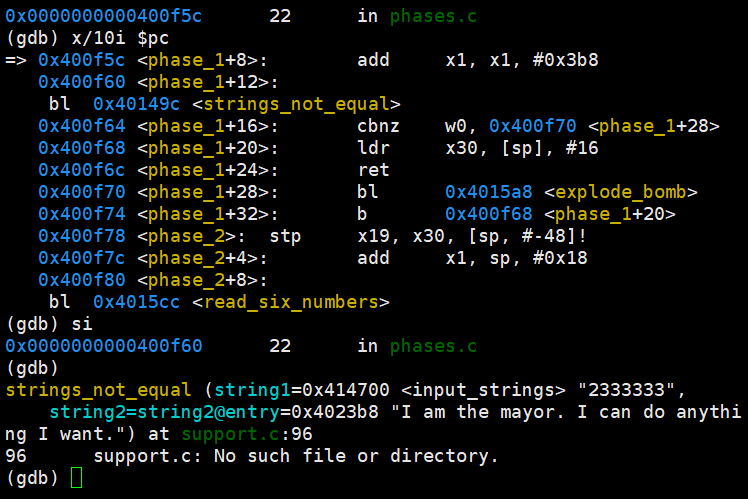 0x0000000000400f5c      22      in phases.c
(gdb) x/10i $pc
=> 0x400f5c <phase_1+8>:        add     x1, x1, #0x3b8
   0x400f60 <phase_1+12>:
    bl  0x40149c <strings_not_equal>
   0x400f64 <phase_1+16>:       cbnz    w0, 0x400f70 <phase_1+28>
   0x400f68 <phase_1+20>:       ldr     x30, [sp], #16
   0x400f6c <phase_1+24>:       ret
   0x400f70 <phase_1+28>:       bl      0x4015a8 <explode_bomb>
   0x400f74 <phase_1+32>:       b       0x400f68 <phase_1+20>
   0x400f78 <phase_2>:  stp     x19, x30, [sp, #-48]!
   0x400f7c <phase_2+4>:        add     x1, sp, #0x18
   0x400f80 <phase_2+8>:
    bl  0x4015cc <read_six_numbers>
(gdb) si
0x0000000000400f60      22      in phases.c
(gdb)
strings_not_equal (string1=0x414700 <input_strings> "2333333",
    string2=string2@entry=0x4023b8 "I am the mayor. I can do anythi
ng I want.") at support.c:96
96      support.c: No such file or directory.
(gdb)